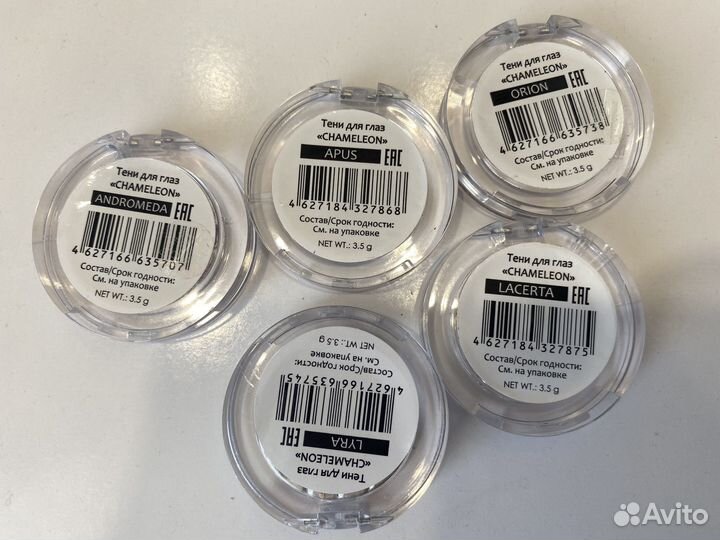 Тени для глаз
«CHAMELEON»
ANDROMEDA EAC
4 627166 635707
Состав/Срок годности:
См. на упаковке
NET WT.: 3.5 g
Тени для глаз
«CHAMELEON»
APUS EAC
4 627184 327868
Состав/Срок годности:
См. на упаковке
NET WT.: 3.5 g
Тени для глаз
«CHAMELEON»
ORION EAC
4 627166 635738
Состав/Срок годности:
См. на упаковке
NET WT.: 3.5 g
Тени для глаз
«CHAMELEON»
LACERTA EAC
4 627184 327875
Состав/Срок годности:
См. на упаковке
NET WT.: 3.5 g
Тени для глаз
«CHAMELEON»
LYRA EAC
4 627166 635745
Состав/Срок годности:
См. на упаковке
NET WT.: 3.5 g
Avito